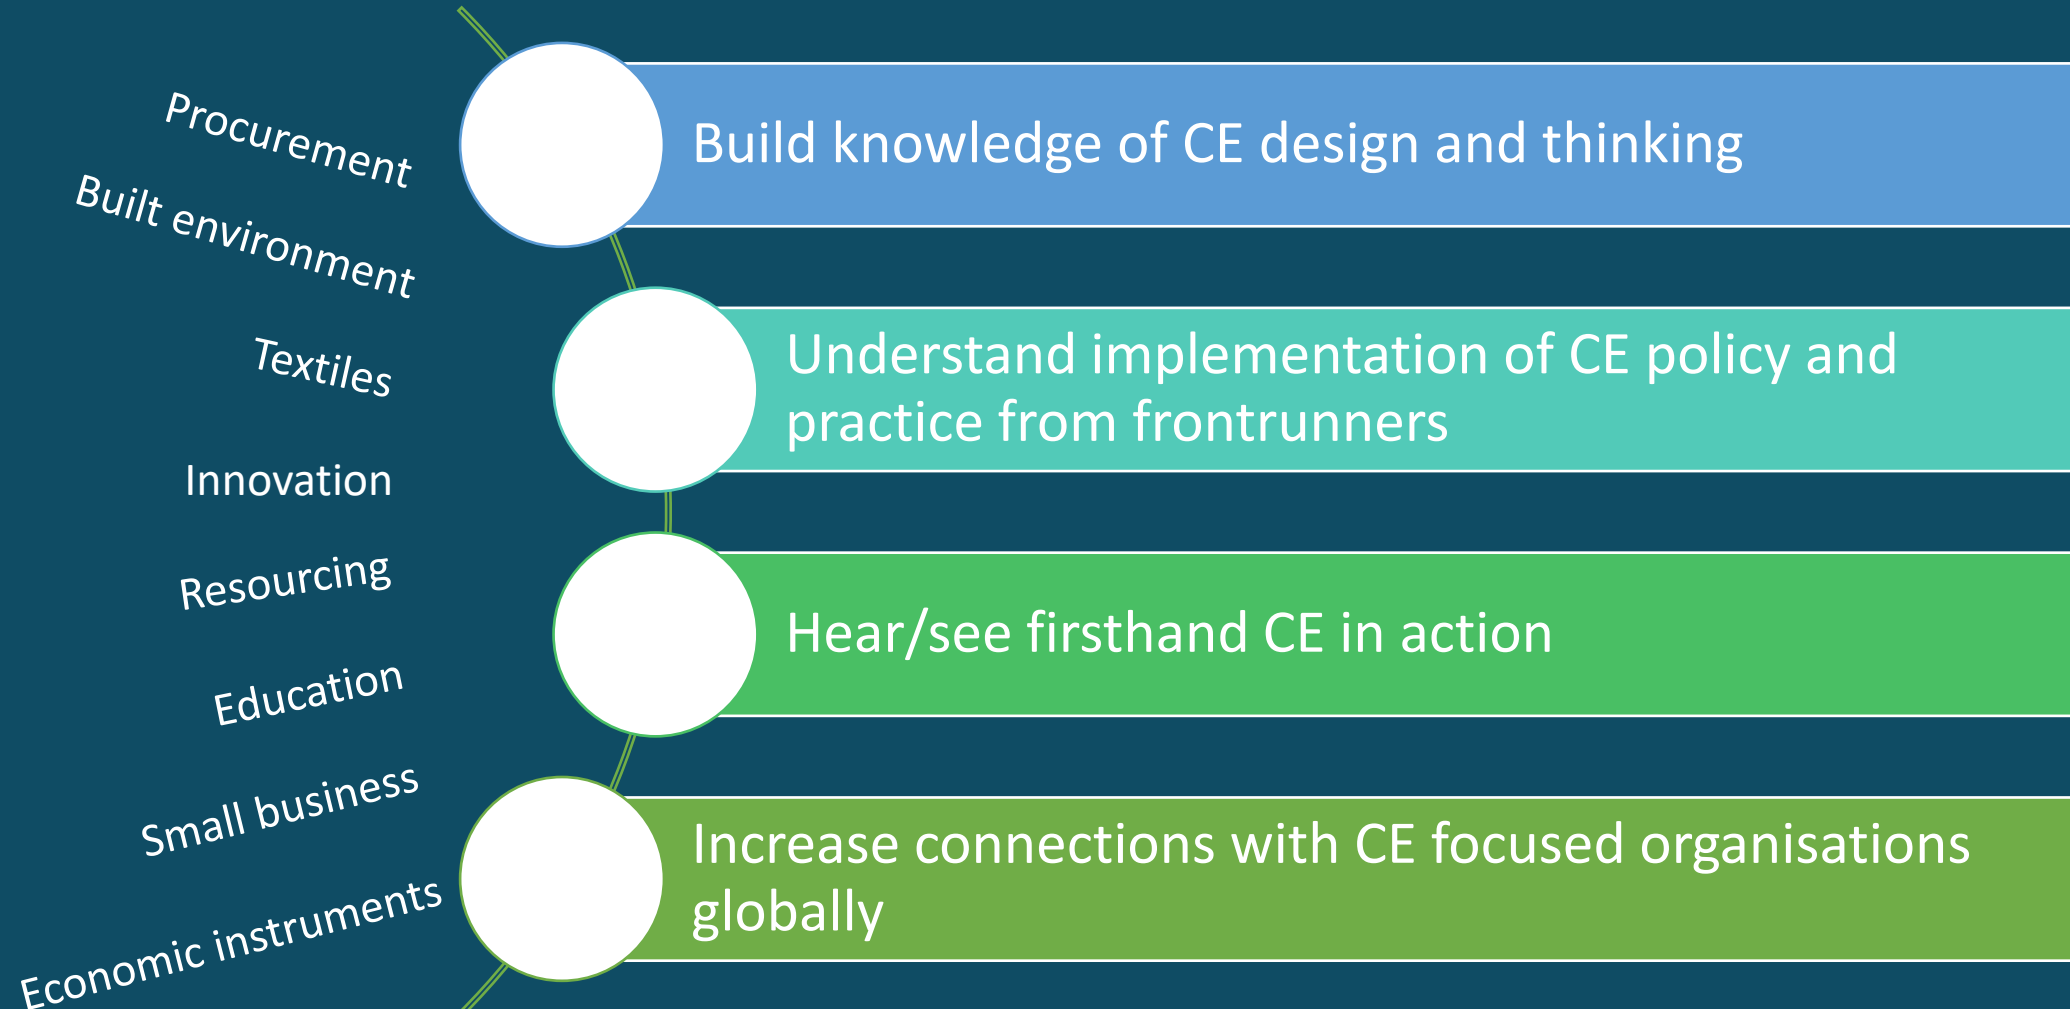 Procurement
Built environment
Textiles
Innovation
Resourcing
Education
Small business
Economic instruments
Build knowledge of CE design and thinking
Understand implementation of CE policy and
practice from frontrunners
Hear/see firsthand CE in action
Increase connections with CE focused organisations
globally